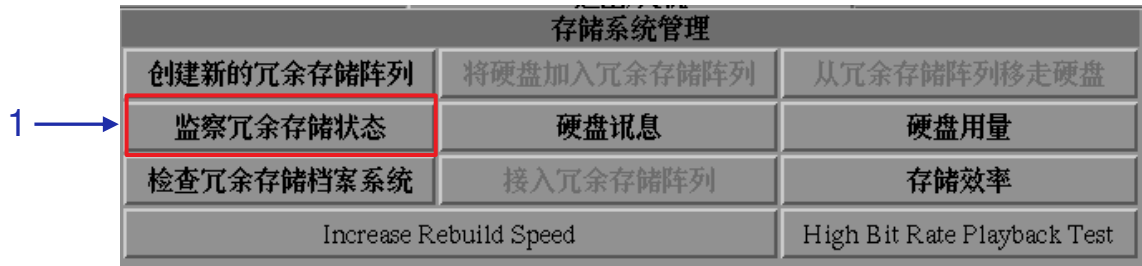 存储系统管理
创建新的冗余存储阵列 将硬盘加入冗余存储阵列 从冗余存储阵列移走硬盘
1 监察冗余存储状态 硬盘讯息 硬盘用量
检查冗余存储档案系统 接入冗余存储阵列 存储效率
Increase Rebuild Speed High Bit Rate Playback Test